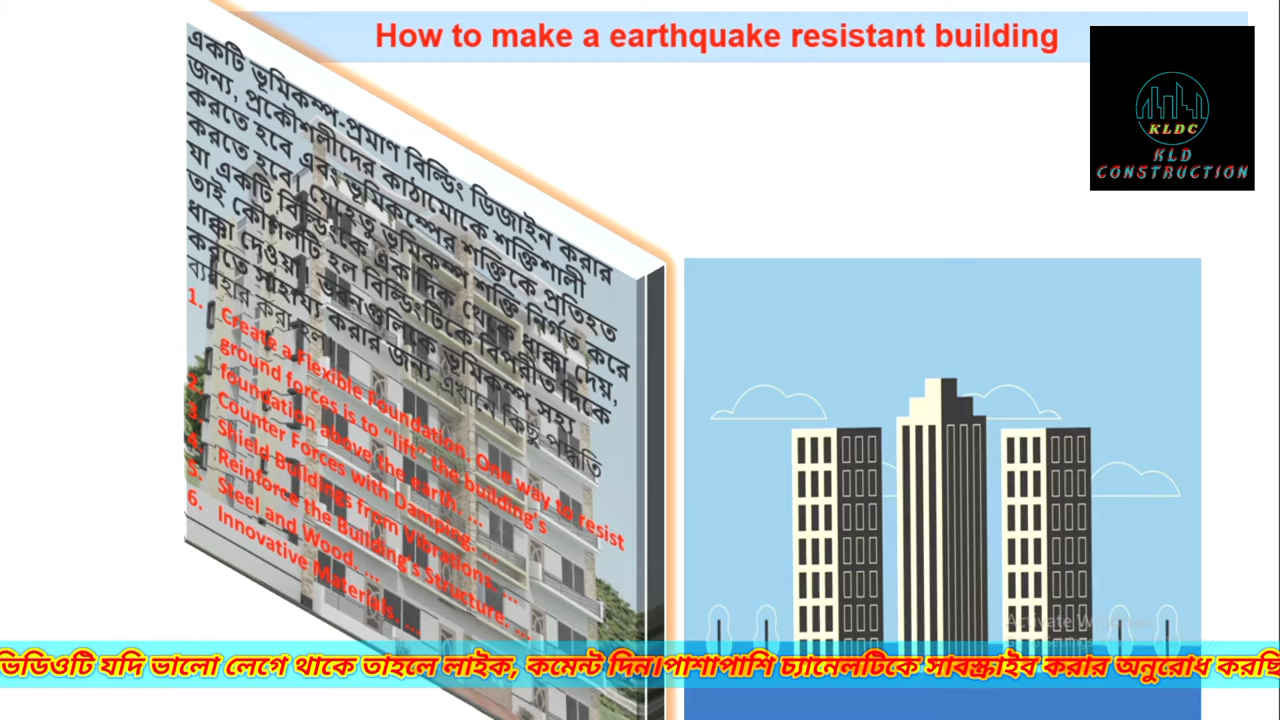 How to make a earthquake resistant building
KLDC
KLD
CONSTRUCTION
একটি ভূমিকম্প-প্রমাণ বিল্ডিং ডিজাইন করার
জন্য, প্রকৌশলীদের কাঠামোকে শক্তিশালী
করতে হবে এবং ভূমিকম্পের শক্তিকে প্রতিহত
করতে হবে। যেহেতু ভূমিকম্প শক্তি নির্গত করে
যা একটি বিল্ডিংকে একদিক থেকে ধাক্কা দেয়,
তাই কৌশলটি হল বিল্ডিংটিকে বিপরীত দিকে
ধাক্কা দেওয়া। ভবনগুলিকে ভূমিকম্প সহ্য
করতে সাহায্য করার জন্য এখানে কিছু পদ্ধতি
ব্যবহার করা হল
1. Create a Flexible Foundation. One way to resist
ground forces is to “lift” the building's
foundation above the earth. ...
2. Counter Forces with Damping. ...
3. Shield Buildings from Vibrations. ...
4. Reinforce the Building's Structure. ...
5. Steel and Wood. ...
6. Innovative Materials. ...
Activate Windows
ভিডিওটি যদি ভালো লেগে থাকে তাহলে লাইক, কমেন্ট দিন।পাশাপাশি চ্যানেলটিকে সাবস্ক্রাইব করার অনুরোধ করছি